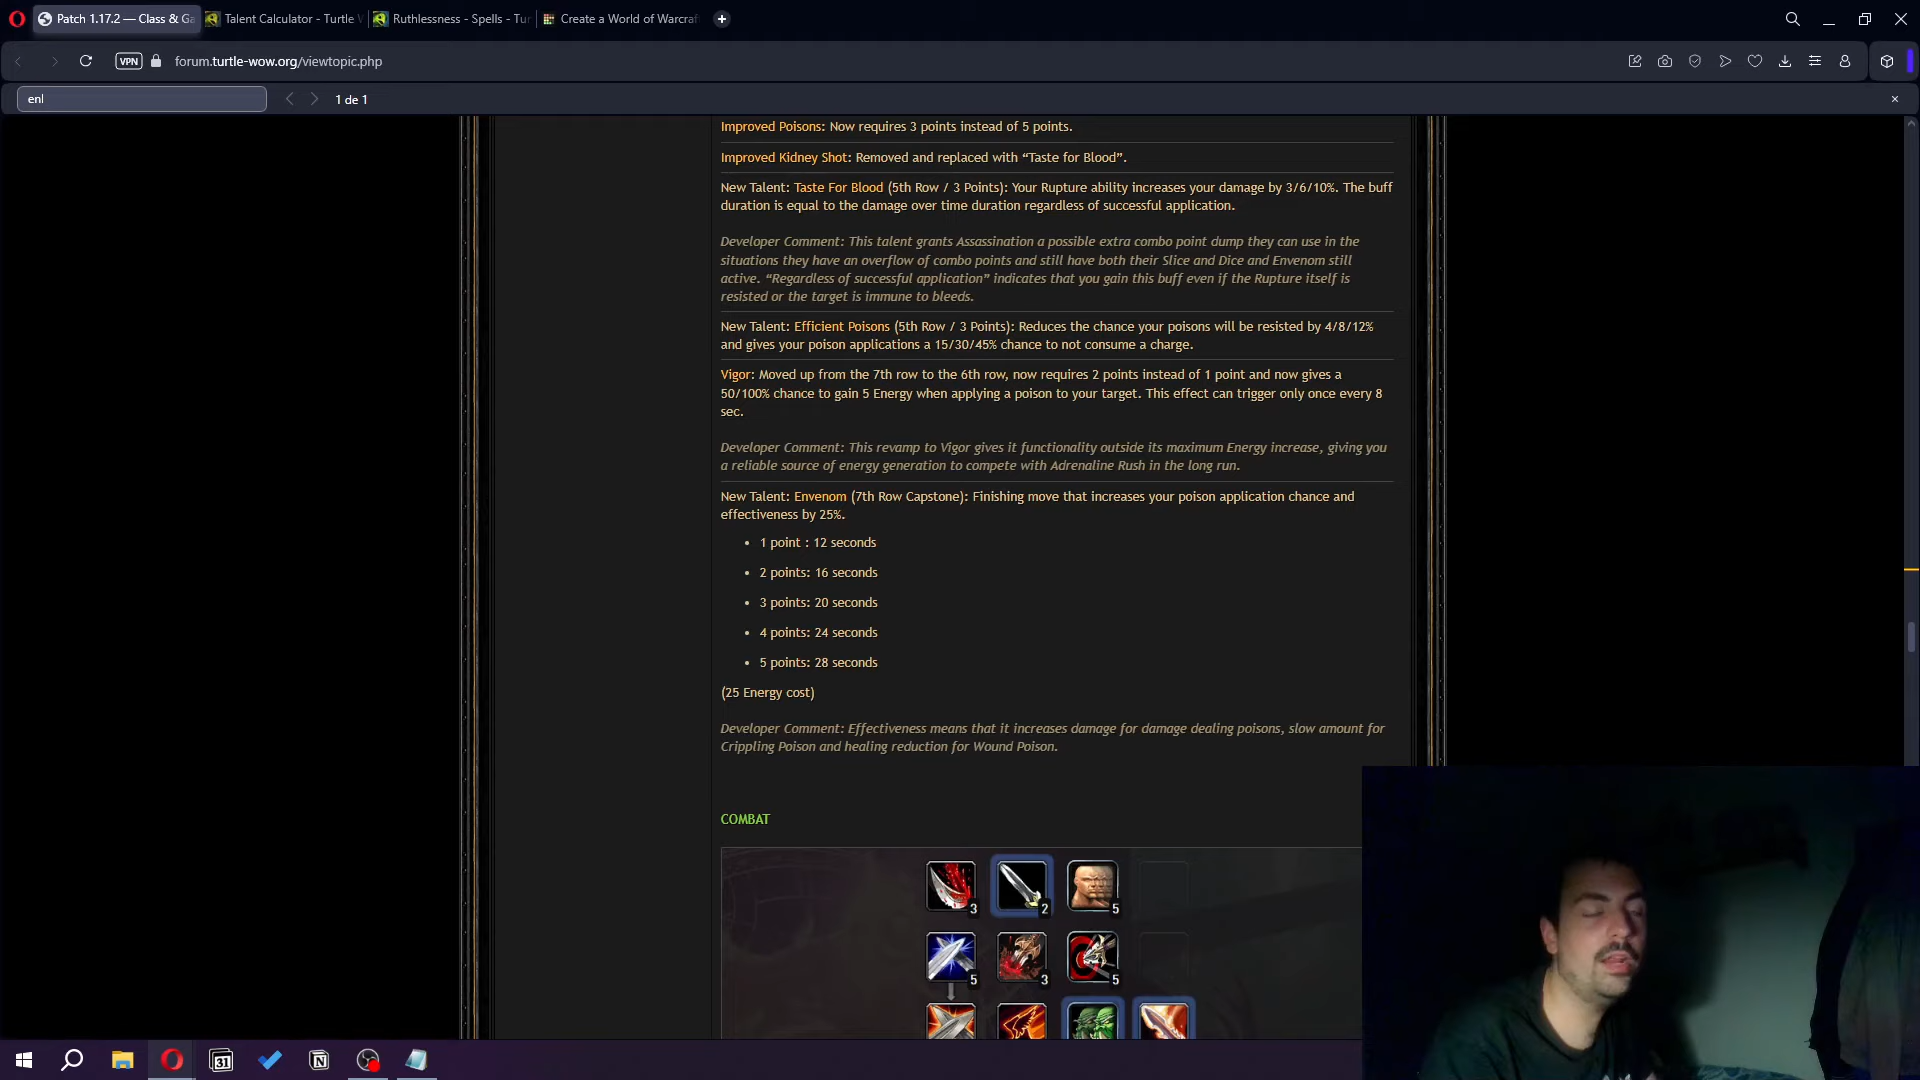 Patch 1.17.2 — Class & Ga
Talent Calculator - Turtle
Ruthlessness - Spells - Tur
Create a World of Warcraf
VPN
forum.turtle-wow.org/viewtopic.php
enl
1 de 1
Improved Poisons: Now requires 3 points instead of 5 points.
Improved Kidney Shot: Removed and replaced with “Taste for Blood”.
New Talent: Taste For Blood (5th Row / 3 Points): Your Rupture ability increases your damage by 3/6/10%. The buff
duration is equal to the damage over time duration regardless of successful application.
Developer Comment: This talent grants Assassination a possible extra combo point dump they can use in the
situations they have an overflow of combo points and still have both their Slice and Dice and Envenom still
active. “Regardless of successful application” indicates that you gain this buff even if the Rupture itself is
resisted or the target is immune to bleeds.
New Talent: Efficient Poisons (5th Row / 3 Points): Reduces the chance your poisons will be resisted by 4/8/12%
and gives your poison applications a 15/30/45% chance to not consume a charge.
Vigor: Moved up from the 7th row to the 6th row, now requires 2 points instead of 1 point and now gives a
50/100% chance to gain 5 Energy when applying a poison to your target. This effect can trigger only once every 8
sec.
Developer Comment: This revamp to Vigor gives it functionality outside its maximum Energy increase, giving you
a reliable source of energy generation to compete with Adrenaline Rush in the long run.
New Talent: Envenom (7th Row Capstone): Finishing move that increases your poison application chance and
effectiveness by 25%.
• 1 point : 12 seconds
• 2 points: 16 seconds
• 3 points: 20 seconds
• 4 points: 24 seconds
• 5 points: 28 seconds
(25 Energy cost)
Developer Comment: Effectiveness means that it increases damage for damage dealing poisons, slow amount for
Crippling Poison and healing reduction for Wound Poison.
COMBAT
3 2 5
5 3 5
31